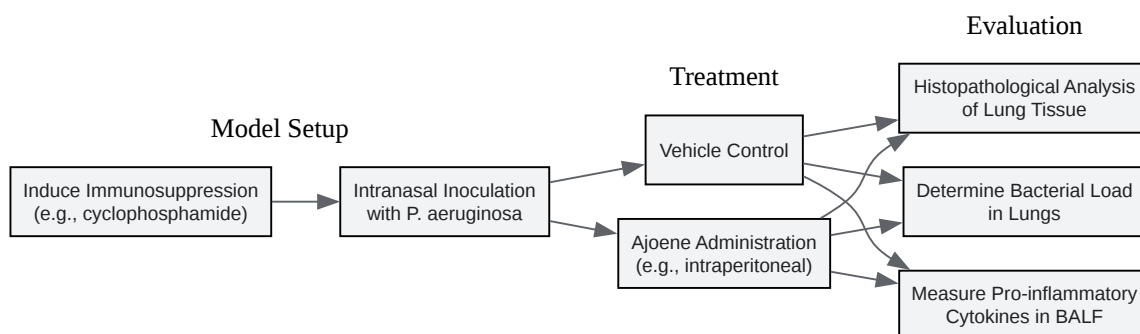 Model Setup
Induce Immunosuppression
(e.g., cyclophosphamide)
Intranasal Inoculation
with P. aeruginosa
Treatment
Vehicle Control
Ajoene Administration
(e.g., intraperitoneal)
Evaluation
Histopathological Analysis
of Lung Tissue
Determine Bacterial Load
in Lungs
Measure Pro-inflammatory
Cytokines in BALF